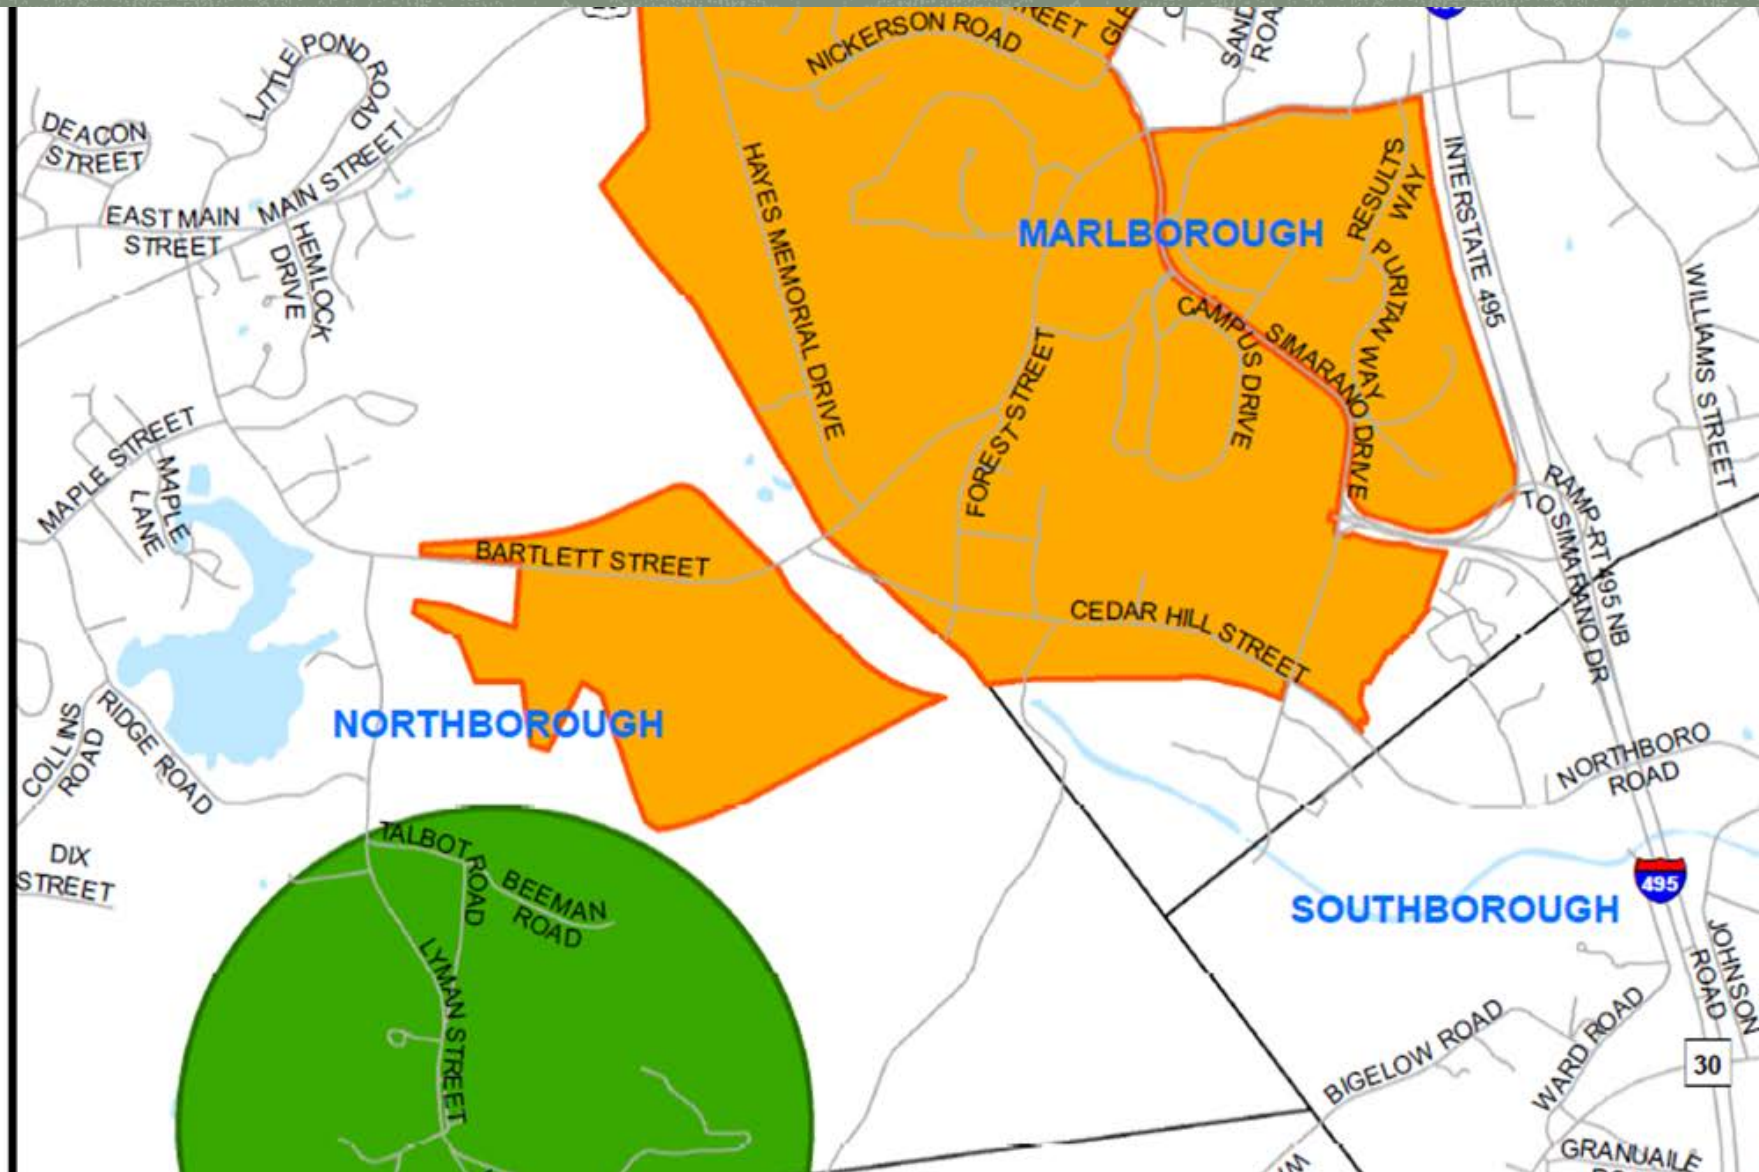 NICKERSON ROAD
GLE
SAND
ROA
LITTLE POND ROAD
DEACON
STREET
MAIN STREET
EAST MAIN
STREET
HEMLOCK
DRIVE
HAYES MEMORIAL DRIVE
MARLBOROUGH
RESULTS
WAY
INTERSTATE 495
PURITAN WAY
CAMPUS DRIVE
SIMARANO DRIVE
WILLIAMS STREET
FOREST STREET
MAPLE STREET
MAPLE
LANE
RAMP-RT 495 NB
TO SIMARANO DR
BARTLETT STREET
CEDAR HILL STREET
NORTHBOROUGH
COLLINS
ROAD
RIDGE ROAD
NORTHBORO
ROAD
TALBOT ROAD
DIX
STREET
BEEMAN
ROAD
495
SOUTHBOROUGH
LYMAN STREET
JOHNSON
ROAD
BIGELOW ROAD
WARD ROAD
30
GRANUAILE